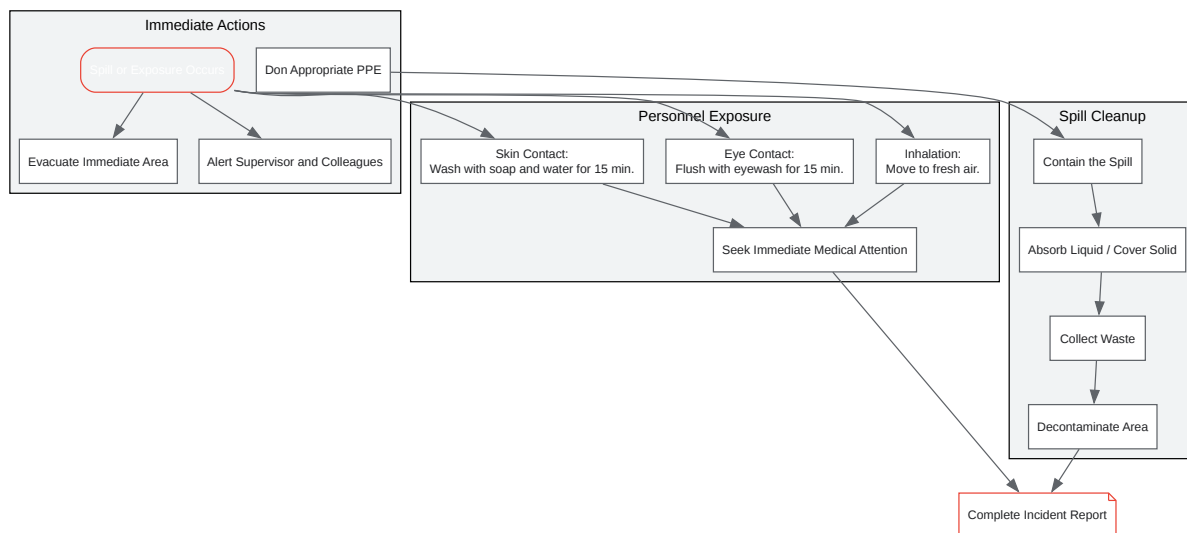 Immediate Actions
Spill or Exposure Occurs
Don Appropriate PPE
Evacuate Immediate Area
Alert Supervisor and Colleagues
Personnel Exposure
Skin Contact:
Wash with soap and water for 15 min.
Eye Contact:
Flush with eyewash for 15 min.
Inhalation:
Move to fresh air.
Seek Immediate Medical Attention
Spill Cleanup
Contain the Spill
Absorb Liquid / Cover Solid
Collect Waste
Decontaminate Area
Complete Incident Report